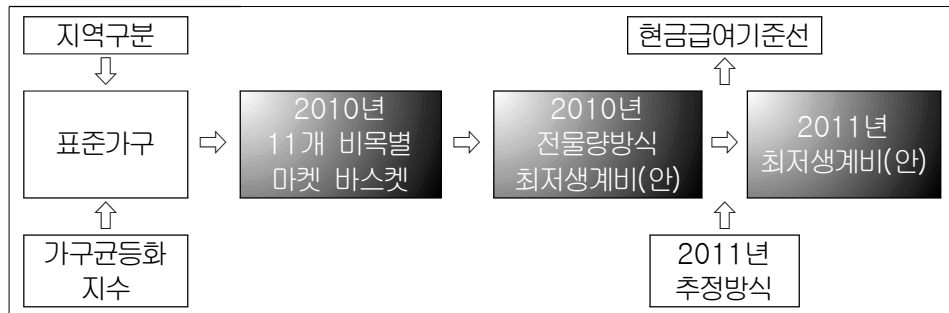 지역구분
현금급여기준선
표준가구
2010년
11개 비목별
마켓 바스켓
2010년
전물량방식
최저생계비(안)
2011년
최저생계비(안)
가구균등화
지수
2011년
추정방식